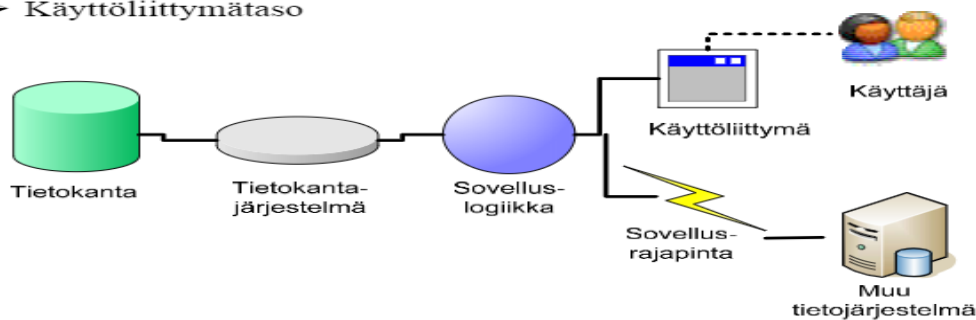 ➢ Käyttöliittymätaso
Käyttäjä
Käyttöliittymä
Tietokanta
Tietokanta-
järjestelmä
Sovellus-
logiikka
Sovellus-
rajapinta
Muu
tietojärjestelmä